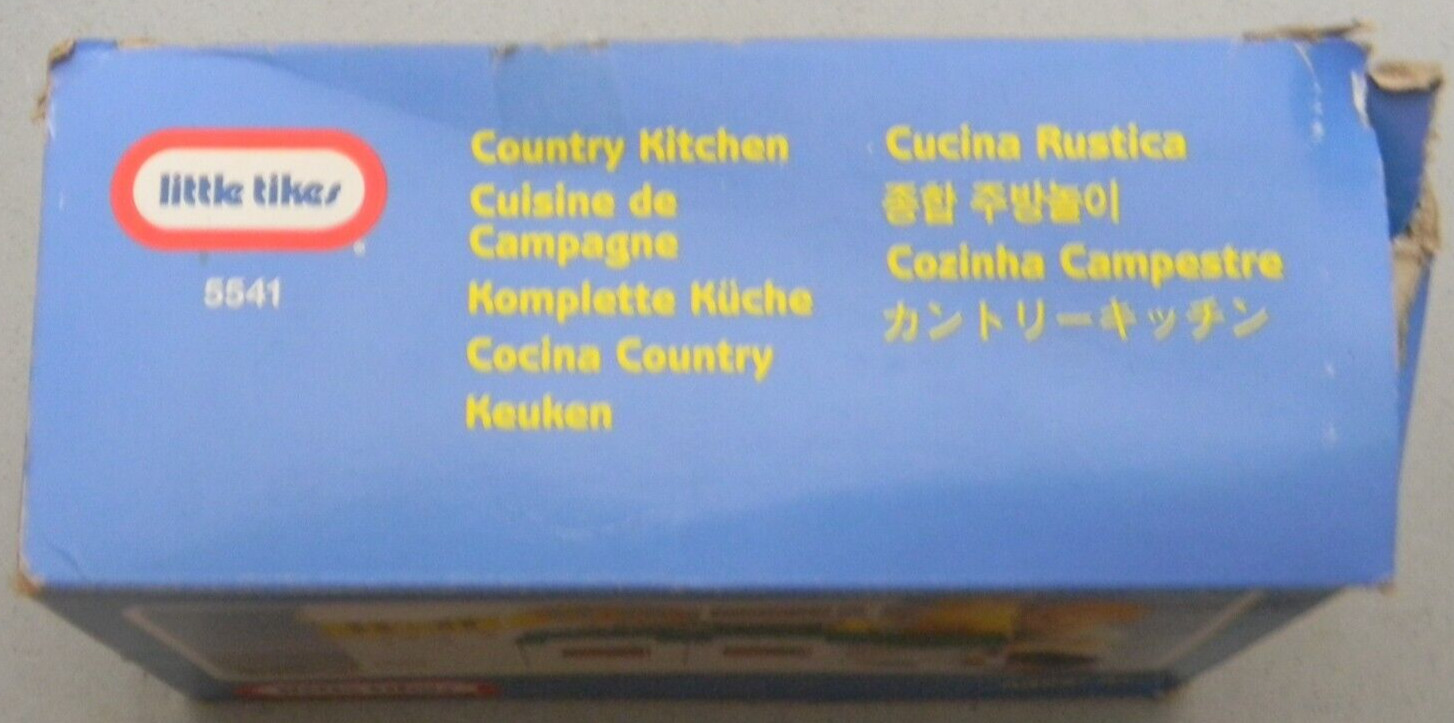 little tikes
5541
Country Kitchen
Cuisine de
Campagne
Komplette Küche
Cocina Country
Keuken
Cucina Rustica
종합 주방놀이
Cozinha Campestre
カントリーキッチン